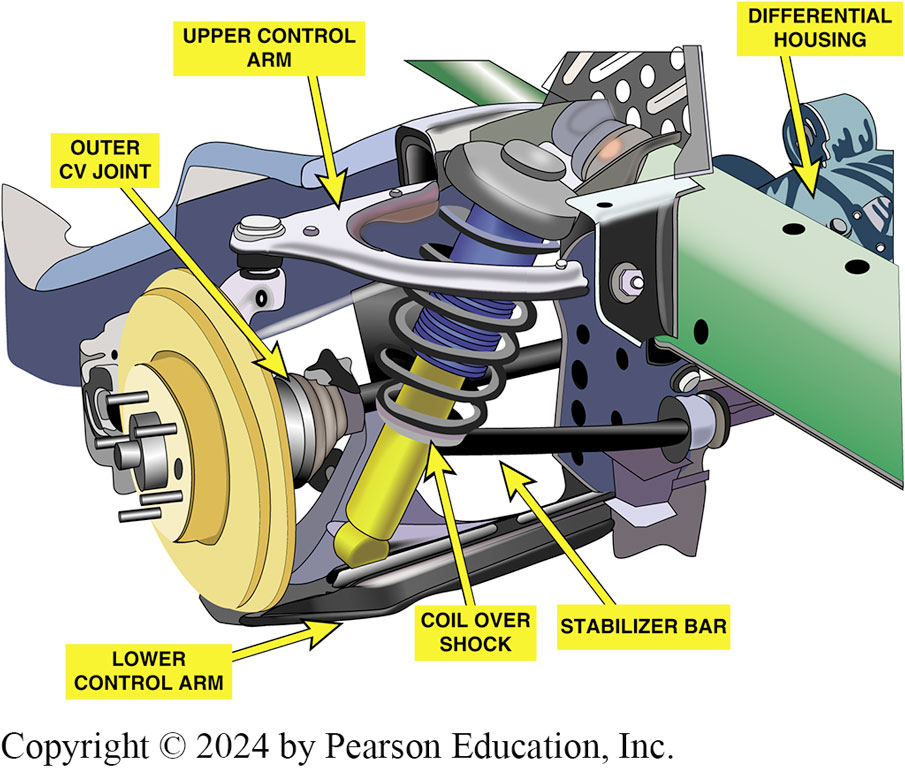 DIFFERENTIAL
HOUSING
UPPER CONTROL
ARM
OUTER
CV JOINT
COIL OVER
SHOCK
STABILIZER BAR
LOWER
CONTROL ARM
Copyright © 2024 by Pearson Education, Inc.